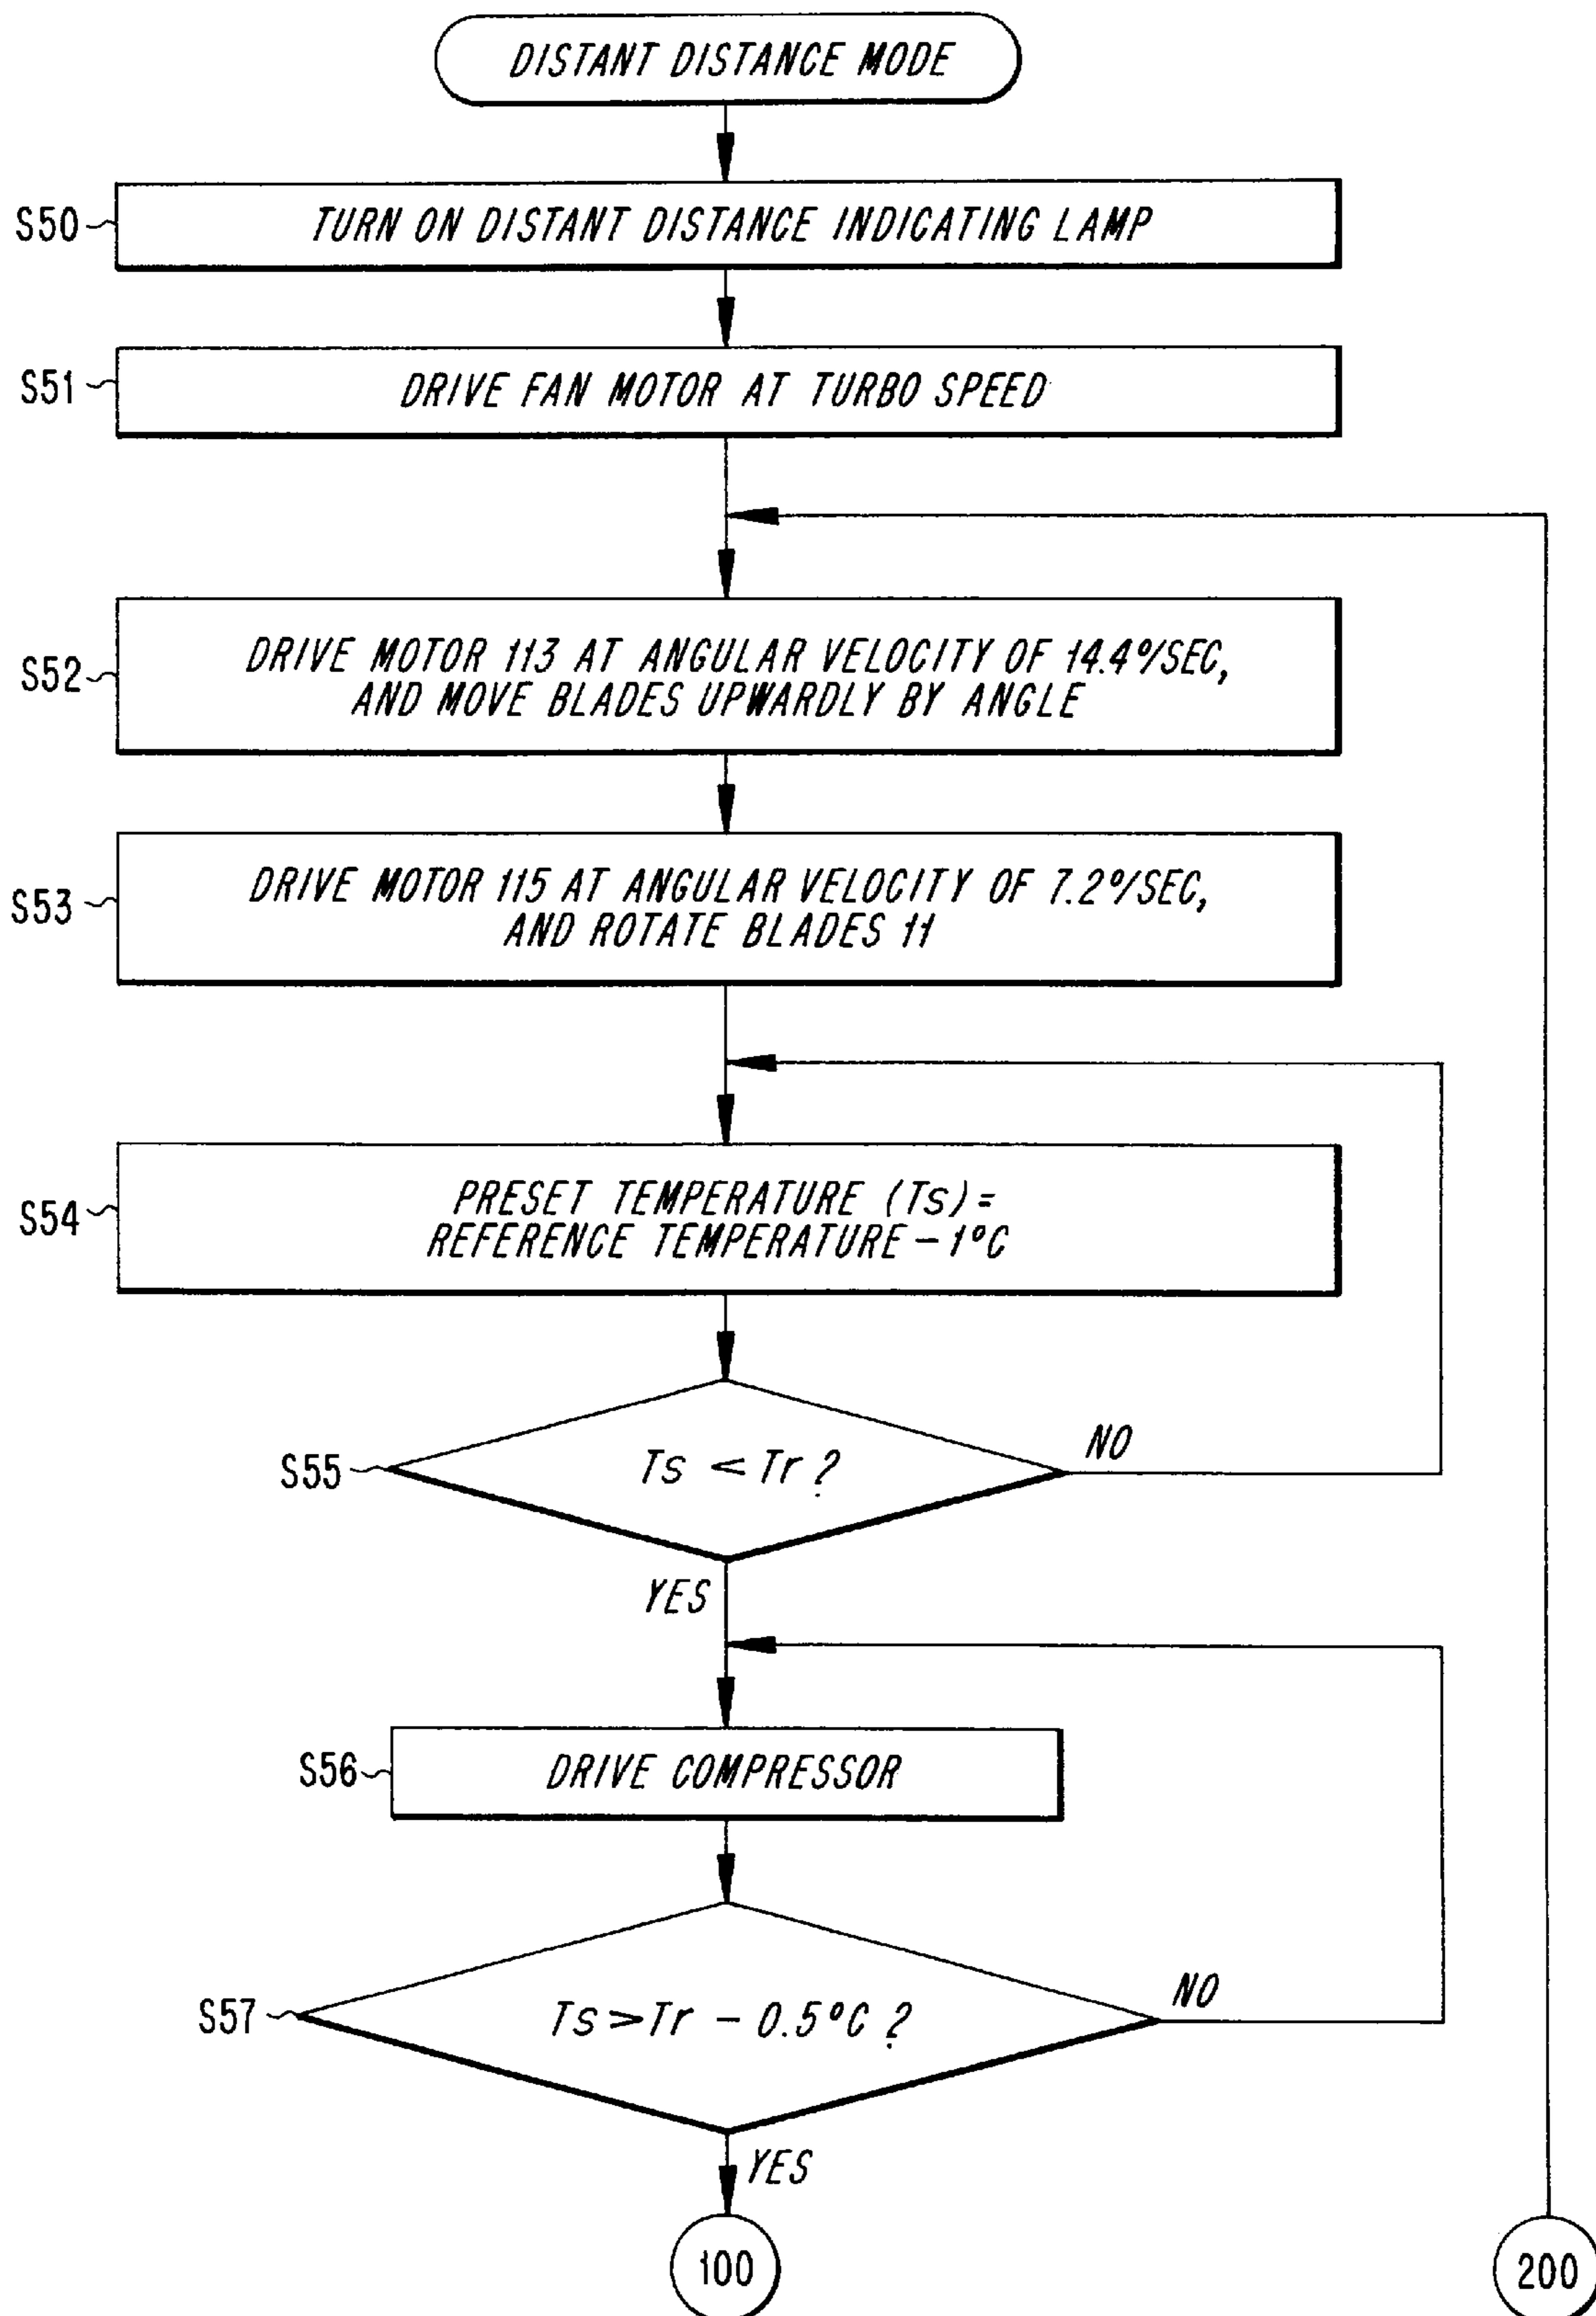 DISTANT DISTANCE MODE
S50
TURN ON DISTANT DISTANCE INDICATING LAMP
S51
DRIVE FAN MOTOR AT TURBO SPEED
S52
DRIVE MOTOR 113 AT ANGULAR VELOCITY OF 14.4°/SEC,
AND MOVE BLADES UPWARDLY BY ANGLE
S53
DRIVE MOTOR 115 AT ANGULAR VELOCITY OF 7.2°/SEC,
AND ROTATE BLADES 11
S54
PRESET TEMPERATURE (Ts)=
REFERENCE TEMPERATURE-1°C
S55
Ts < Tr ?
NO
YES
S56
DRIVE COMPRESSOR
S57
Ts>Tr - 0.5°C ?
NO
YES
100
200